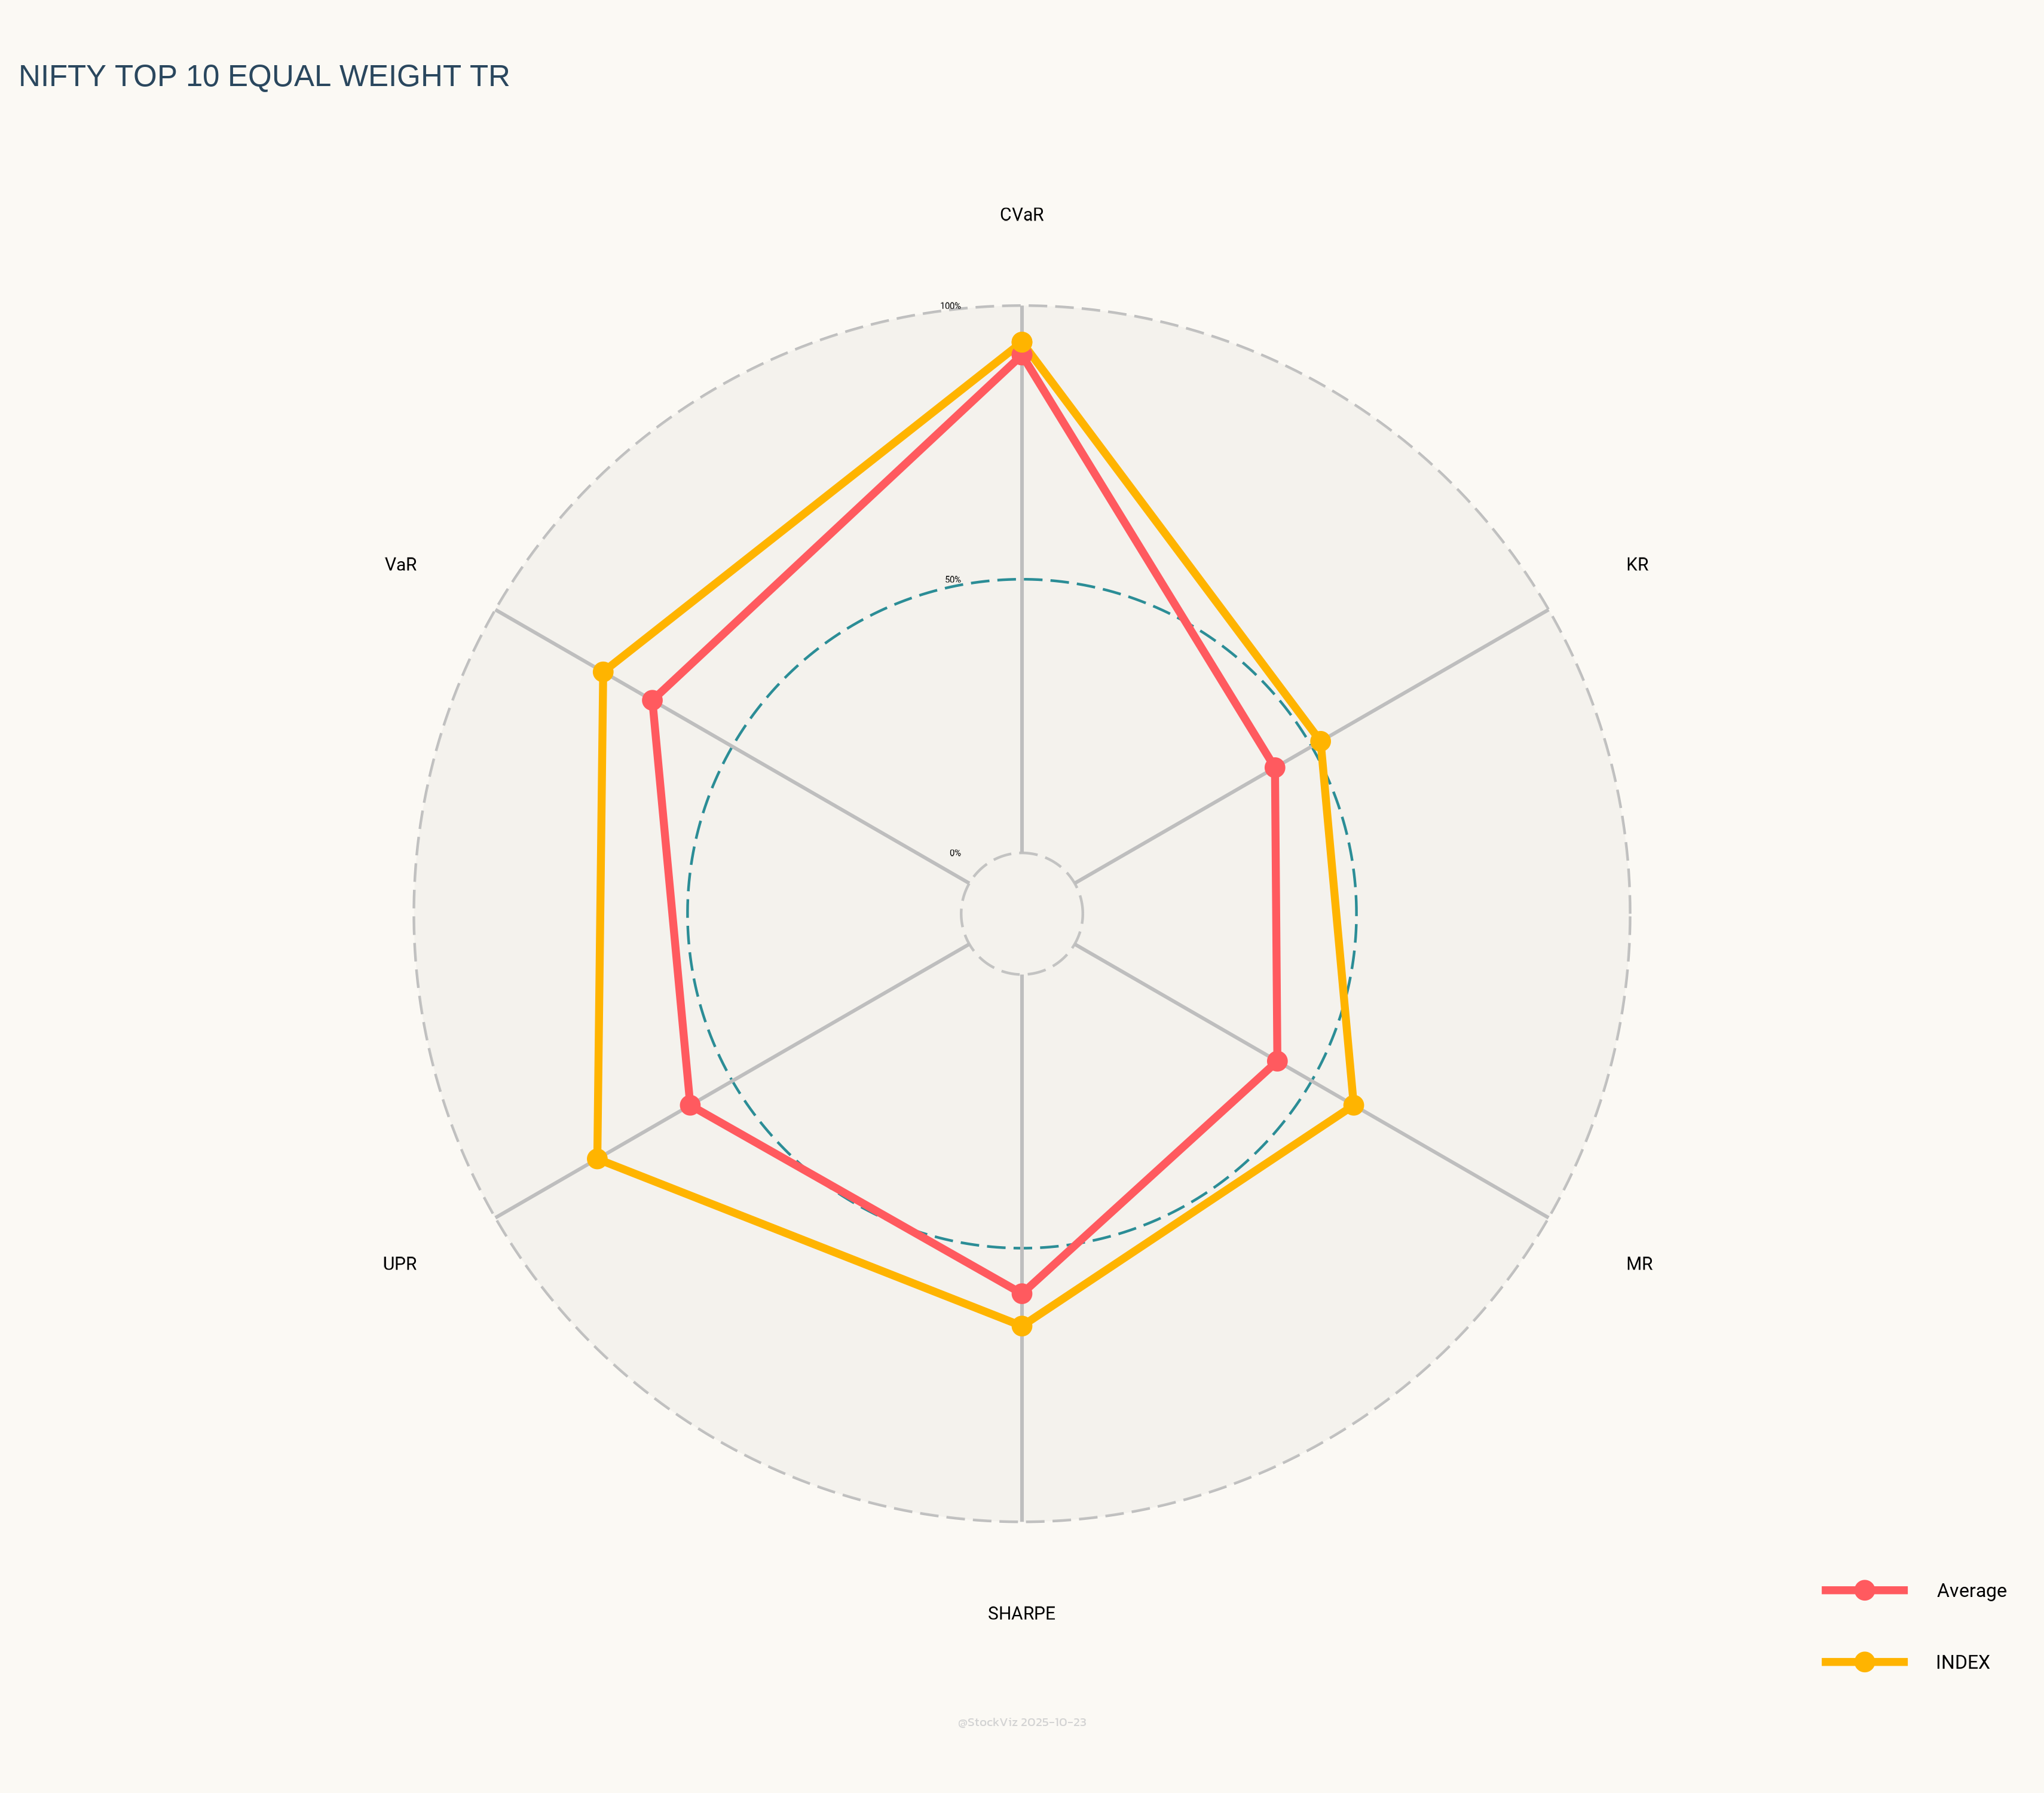 NIFTY TOP 10 EQUAL WEIGHT TR
CVaR
100%
VaR
KR
50%
0%
UPR
MR
SHARPE
Average
INDEX
@StockViz 2025-10-23